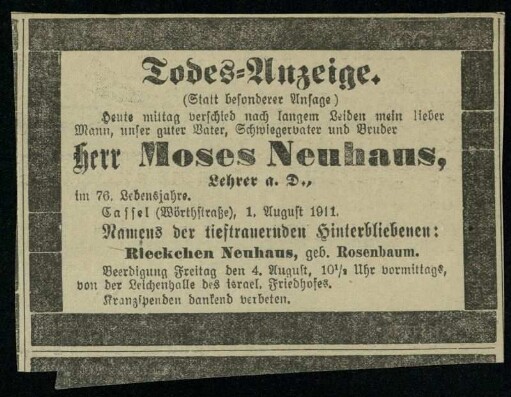 Todes-Anzeige.
(Statt besonderer Ansage)
Heute mittag verschied nach langem Leiden mein lieber
Mann, unser guter Vater, Schwiegervater und Bruder
Herr Moses Neuhaus,
Lehrer a. D.,
im 76. Lebensjahre.
Cassel (Wörthstraße), 1. August 1911.
Namens der tieftrauernden Hinterbliebenen:
Rieckchen Neuhaus, geb. Rosenbaum.
Beerdigung Freitag den 4. August, 10½ Uhr vormittags,
von der Leichenhalle des israel. Friedhofes.
Kranzspenden dankend verbeten.